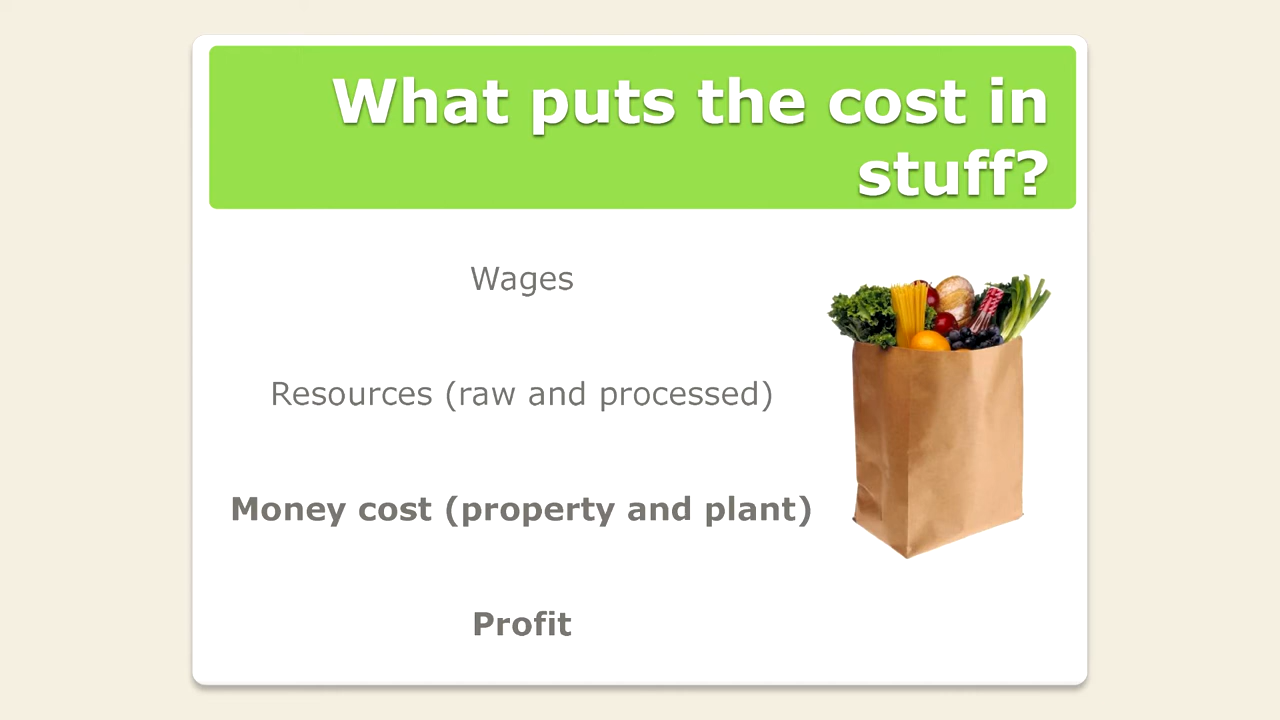 What puts the cost in
stuff?
Wages
Resources (raw and processed)
Money cost (property and plant)
Profit